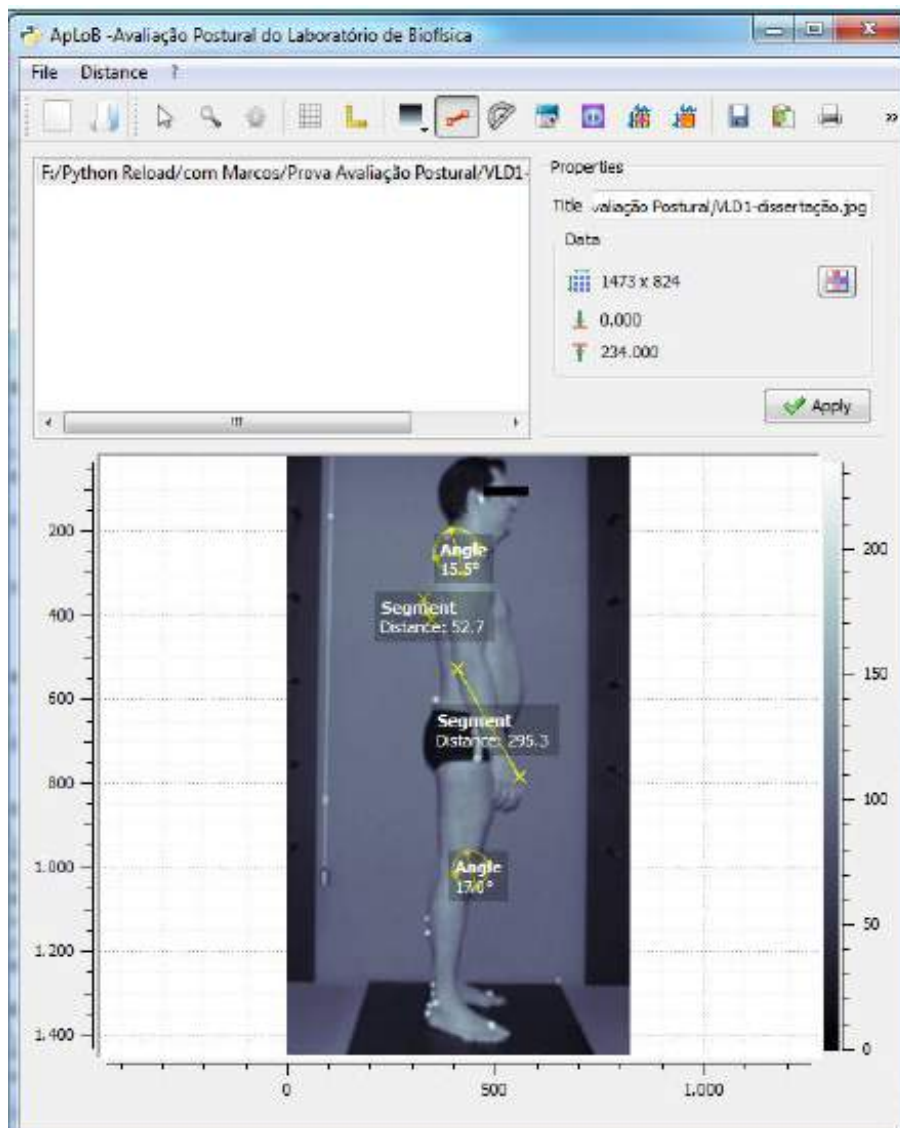 ApLoB -Avaliação Postural do Laboratório de Biofísica
File Distance ?
F:/Python Reload/com Marcos/Prova Avaliação Postural/VLD1-
Properties
Title valiação Postural/VLD1-dissertação.jpg
Data
1473 x 824
0.000
234.000
Apply
200
400
600
800
1.000
1.200
1.400
0
500
1.000
Angle
15.5°
Segment
Distance: 52.7
Segment
Distance: 295.3
Angle
17.0°
200
150
100
50
0